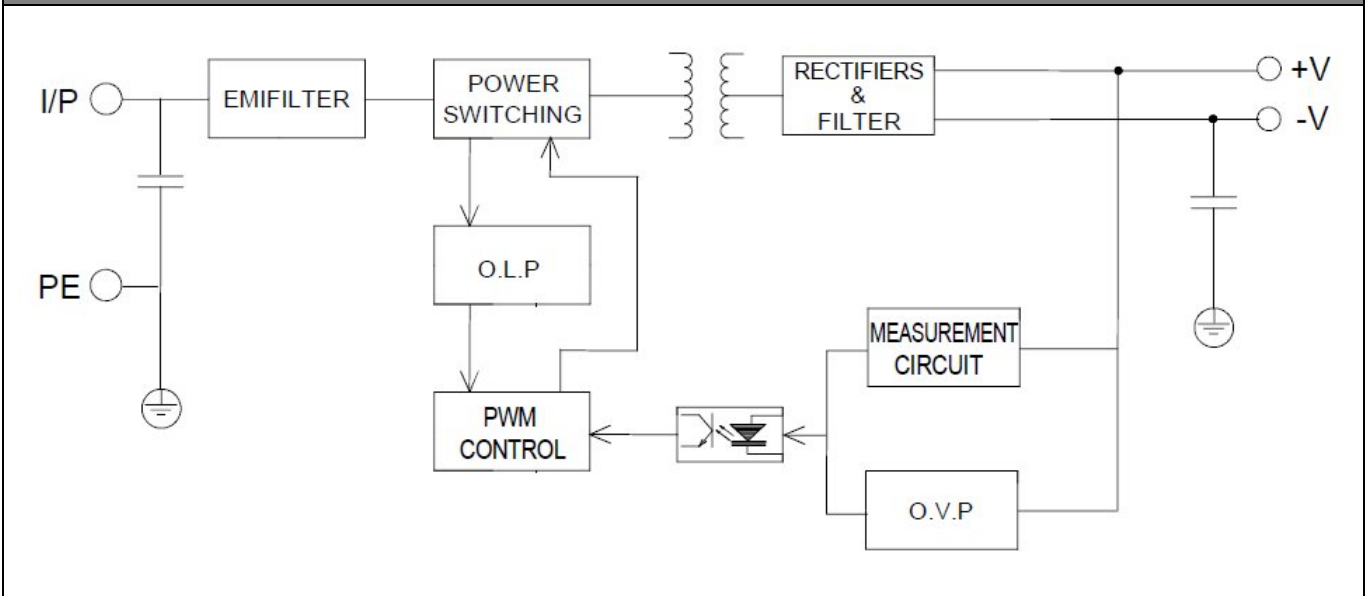 I/P
EMIFILTER
POWER
SWITCHING
RECTIFIERS
&
FILTER
+V
-V
PE
O.L.P
MEASUREMENT
CIRCUIT
PWM
CONTROL
O.V.P